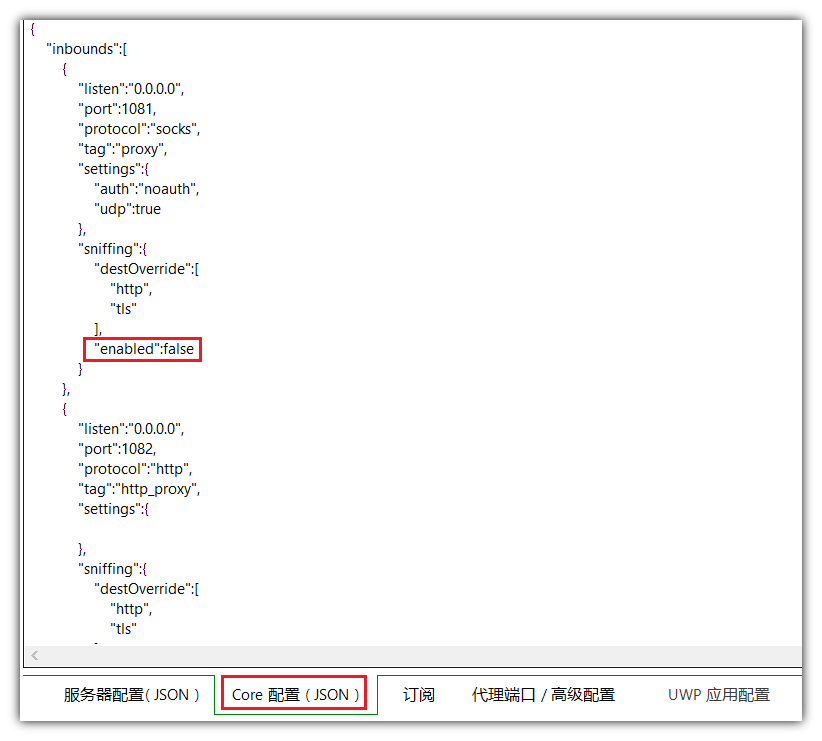 {
"inbounds":[
{
"listen":"0.0.0.0",
"port":1081,
"protocol":"socks",
"tag":"proxy",
"settings":{
"auth":"noauth",
"udp":true
},
"sniffing":{
"destOverride":[
"http",
"tls"
],
"enabled":false
}
},
{
"listen":"0.0.0.0",
"port":1082,
"protocol":"http",
"tag":"http_proxy",
"settings":{
},
"sniffing":{
"destOverride":[
"http",
"tls"
服务器配置( JSON ) Core 配置 ( JSON ) 订阅 代理端口 / 高级配置 UWP 应用配置